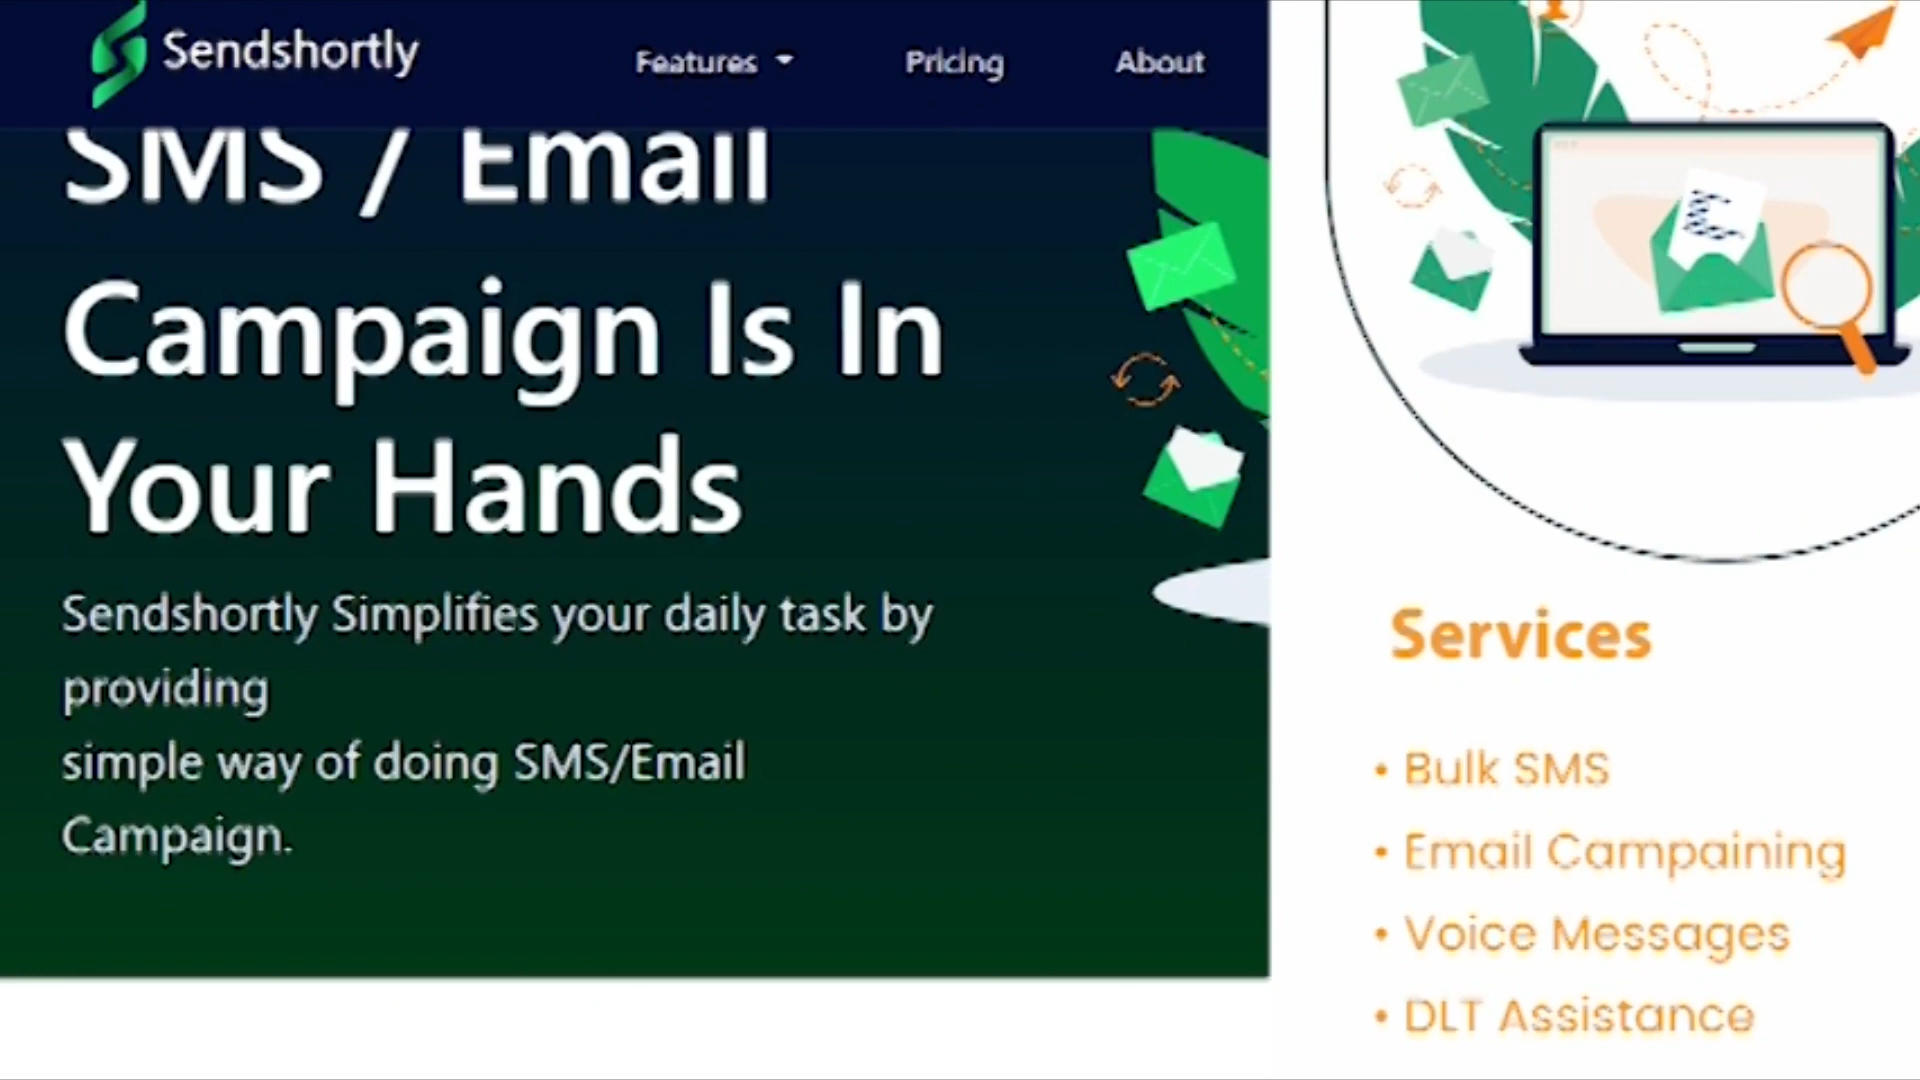 Sendshortly
Features
Pricing
About
SMS / Email
Campaign Is In
Your Hands
Sendshortly Simplifies your daily task by
providing
simple way of doing SMS/Email
Campaign.
Services
• Bulk SMS
• Email Campaining
• Voice Messages
• DLT Assistance